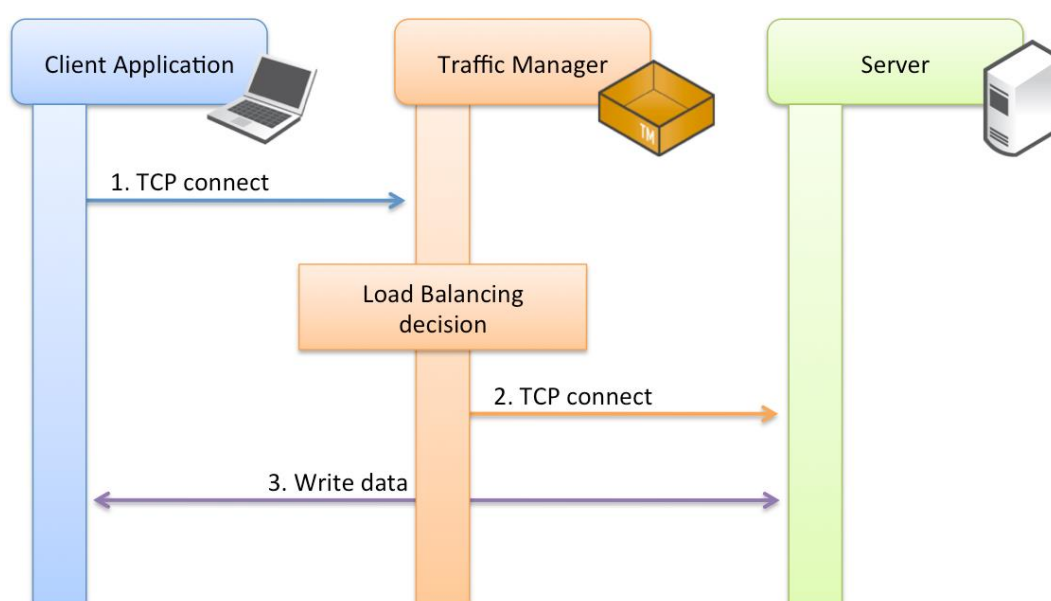 Client Application
Traffic Manager
Server
TM
1. TCP connect
Load Balancing
decision
2. TCP connect
3. Write data